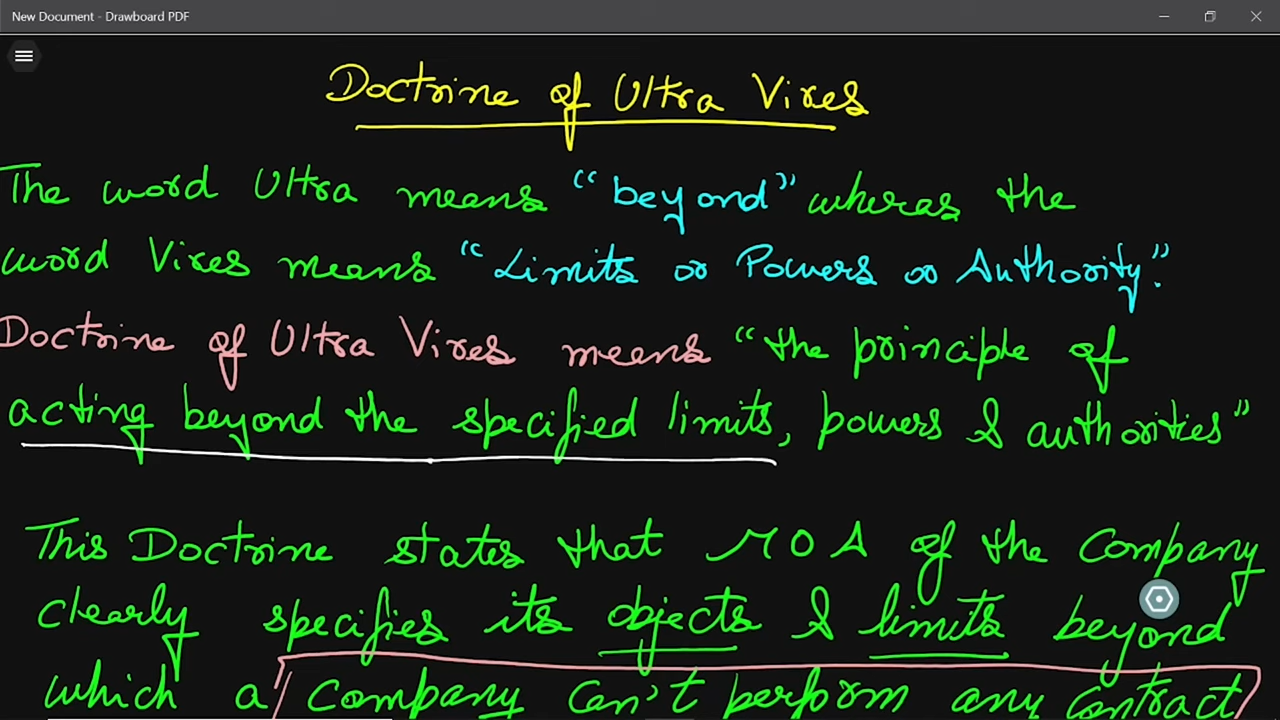 New Document - Drawboard PDF
Doctrine of Ultra Vires
The word Ultra means "beyond" wheras the
word Vires means "Limits or Powers or Authority."
Doctrine of Ultra Vires means "the principle of
acting beyond the specified limits, powers & authorities"
This Doctrine states that MOA of the Company
clearly specifies its objects & limits beyond
which a Company can't perform any contract